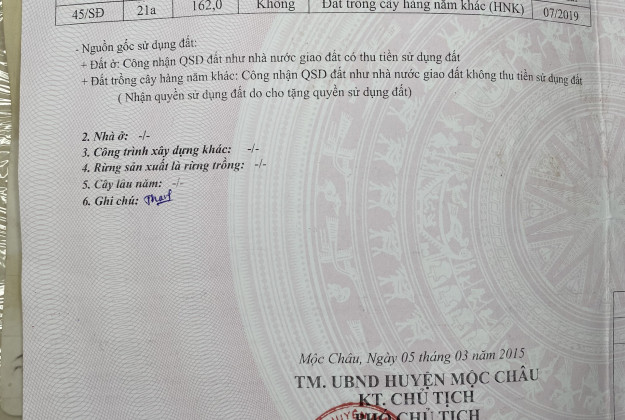 45/SĐ 21a 162,0 Không Đất trồng cây hàng năm khác (HNK) 07/2019
- Nguồn gốc sử dụng đất:
+ Đất ở: Công nhận QSD đất như nhà nước giao đất có thu tiền sử dụng đất
+ Đất trồng cây hàng năm khác: Công nhận QSD đất như nhà nước giao đất không thu tiền sử dụng đất
( Nhận quyền sử dụng đất do cho tặng quyền sử dụng đất)
2. Nhà ở: -/-
3. Công trình xây dựng khác: -/-
4. Rừng sản xuất là rừng trồng: -/-
5. Cây lâu năm: -/-
6. Ghi chú:
Mộc Châu, Ngày 05 tháng 03 năm 2015
TM. UBND HUYỆN MỘC CHÂU
KT. CHỦ TỊCH
PHÓ CHỦ TỊCH